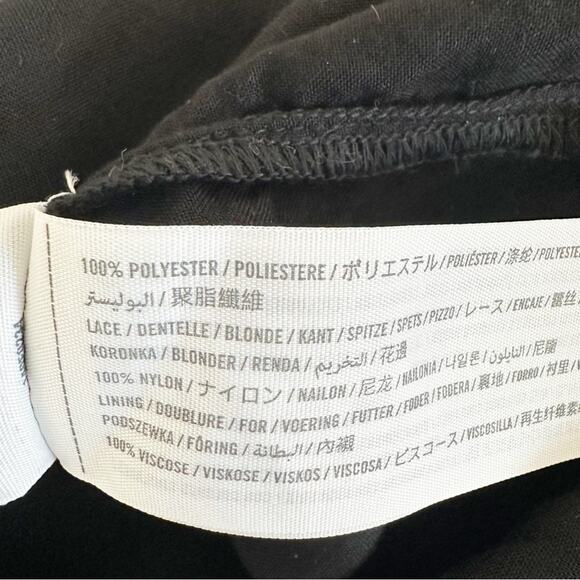 100% POLYESTER / POLIESTERE / ポリエステル / POLIÉSTER / 涤纶 / POLYESTER
البوليستر / 聚脂纖維
LACE / DENTELLE / BLONDE / KANT / SPITZE / SPETS / PIZZO / レース / ENCAJE / 蕾丝
KORONKA / BLONDER / RENDA / التخريم / 花邊
100% NYLON / ナイロン / NAILON / 尼龙 / NAILONIA / 나일론 / النايلون / 尼龍
LINING / DOUBLURE / FOR / VOERING / FUTTER / FODER / FODERA / 裏地 / FORRO / 衬里 /
PODSZEWKA / FÔRING / البطانة / 內襯
100% VISCOSE / VISKOSE / VISKOS / VISCOSA / ビスコース / VISCOSILLA / 再生纤维素